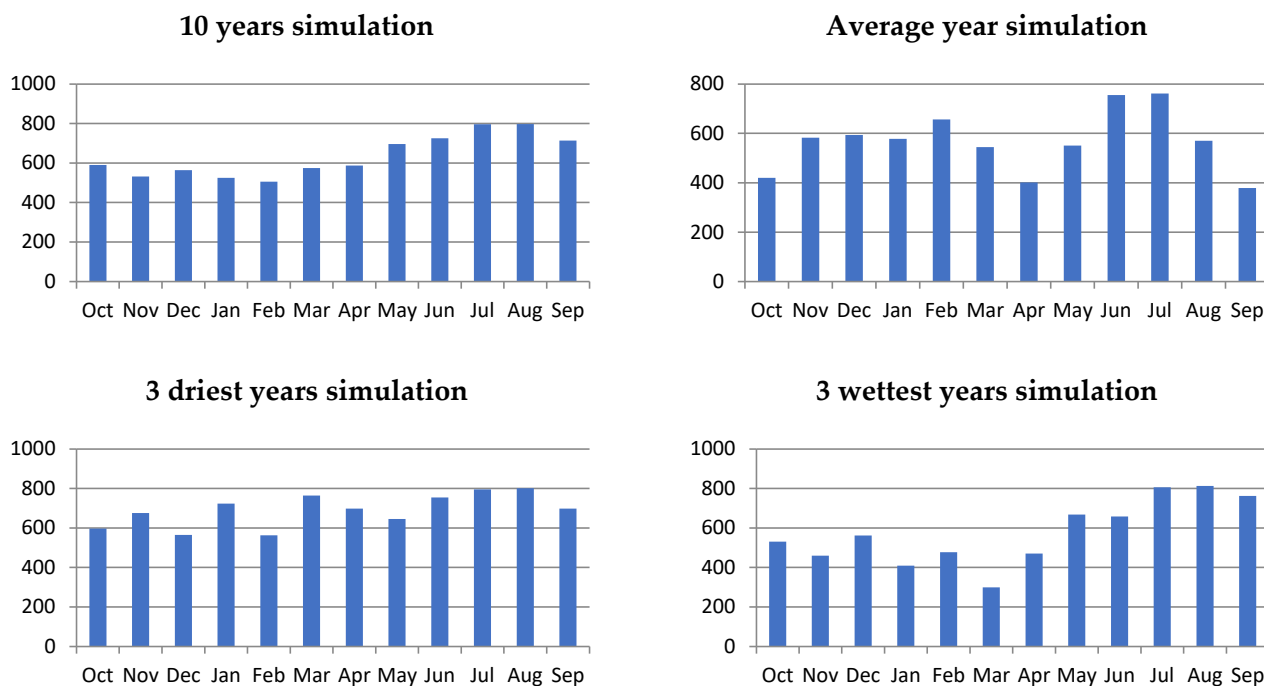 10 years simulation
1000
800
600
400
200
0
Oct Nov Dec Jan Feb Mar Apr May Jun Jul Aug Sep
Average year simulation
800
600
400
200
0
Oct Nov Dec Jan Feb Mar Apr May Jun Jul Aug Sep
3 driest years simulation
1000
800
600
400
200
0
Oct Nov Dec Jan Feb Mar Apr May Jun Jul Aug Sep
3 wettest years simulation
1000
800
600
400
200
0
Oct Nov Dec Jan Feb Mar Apr May Jun Jul Aug Sep